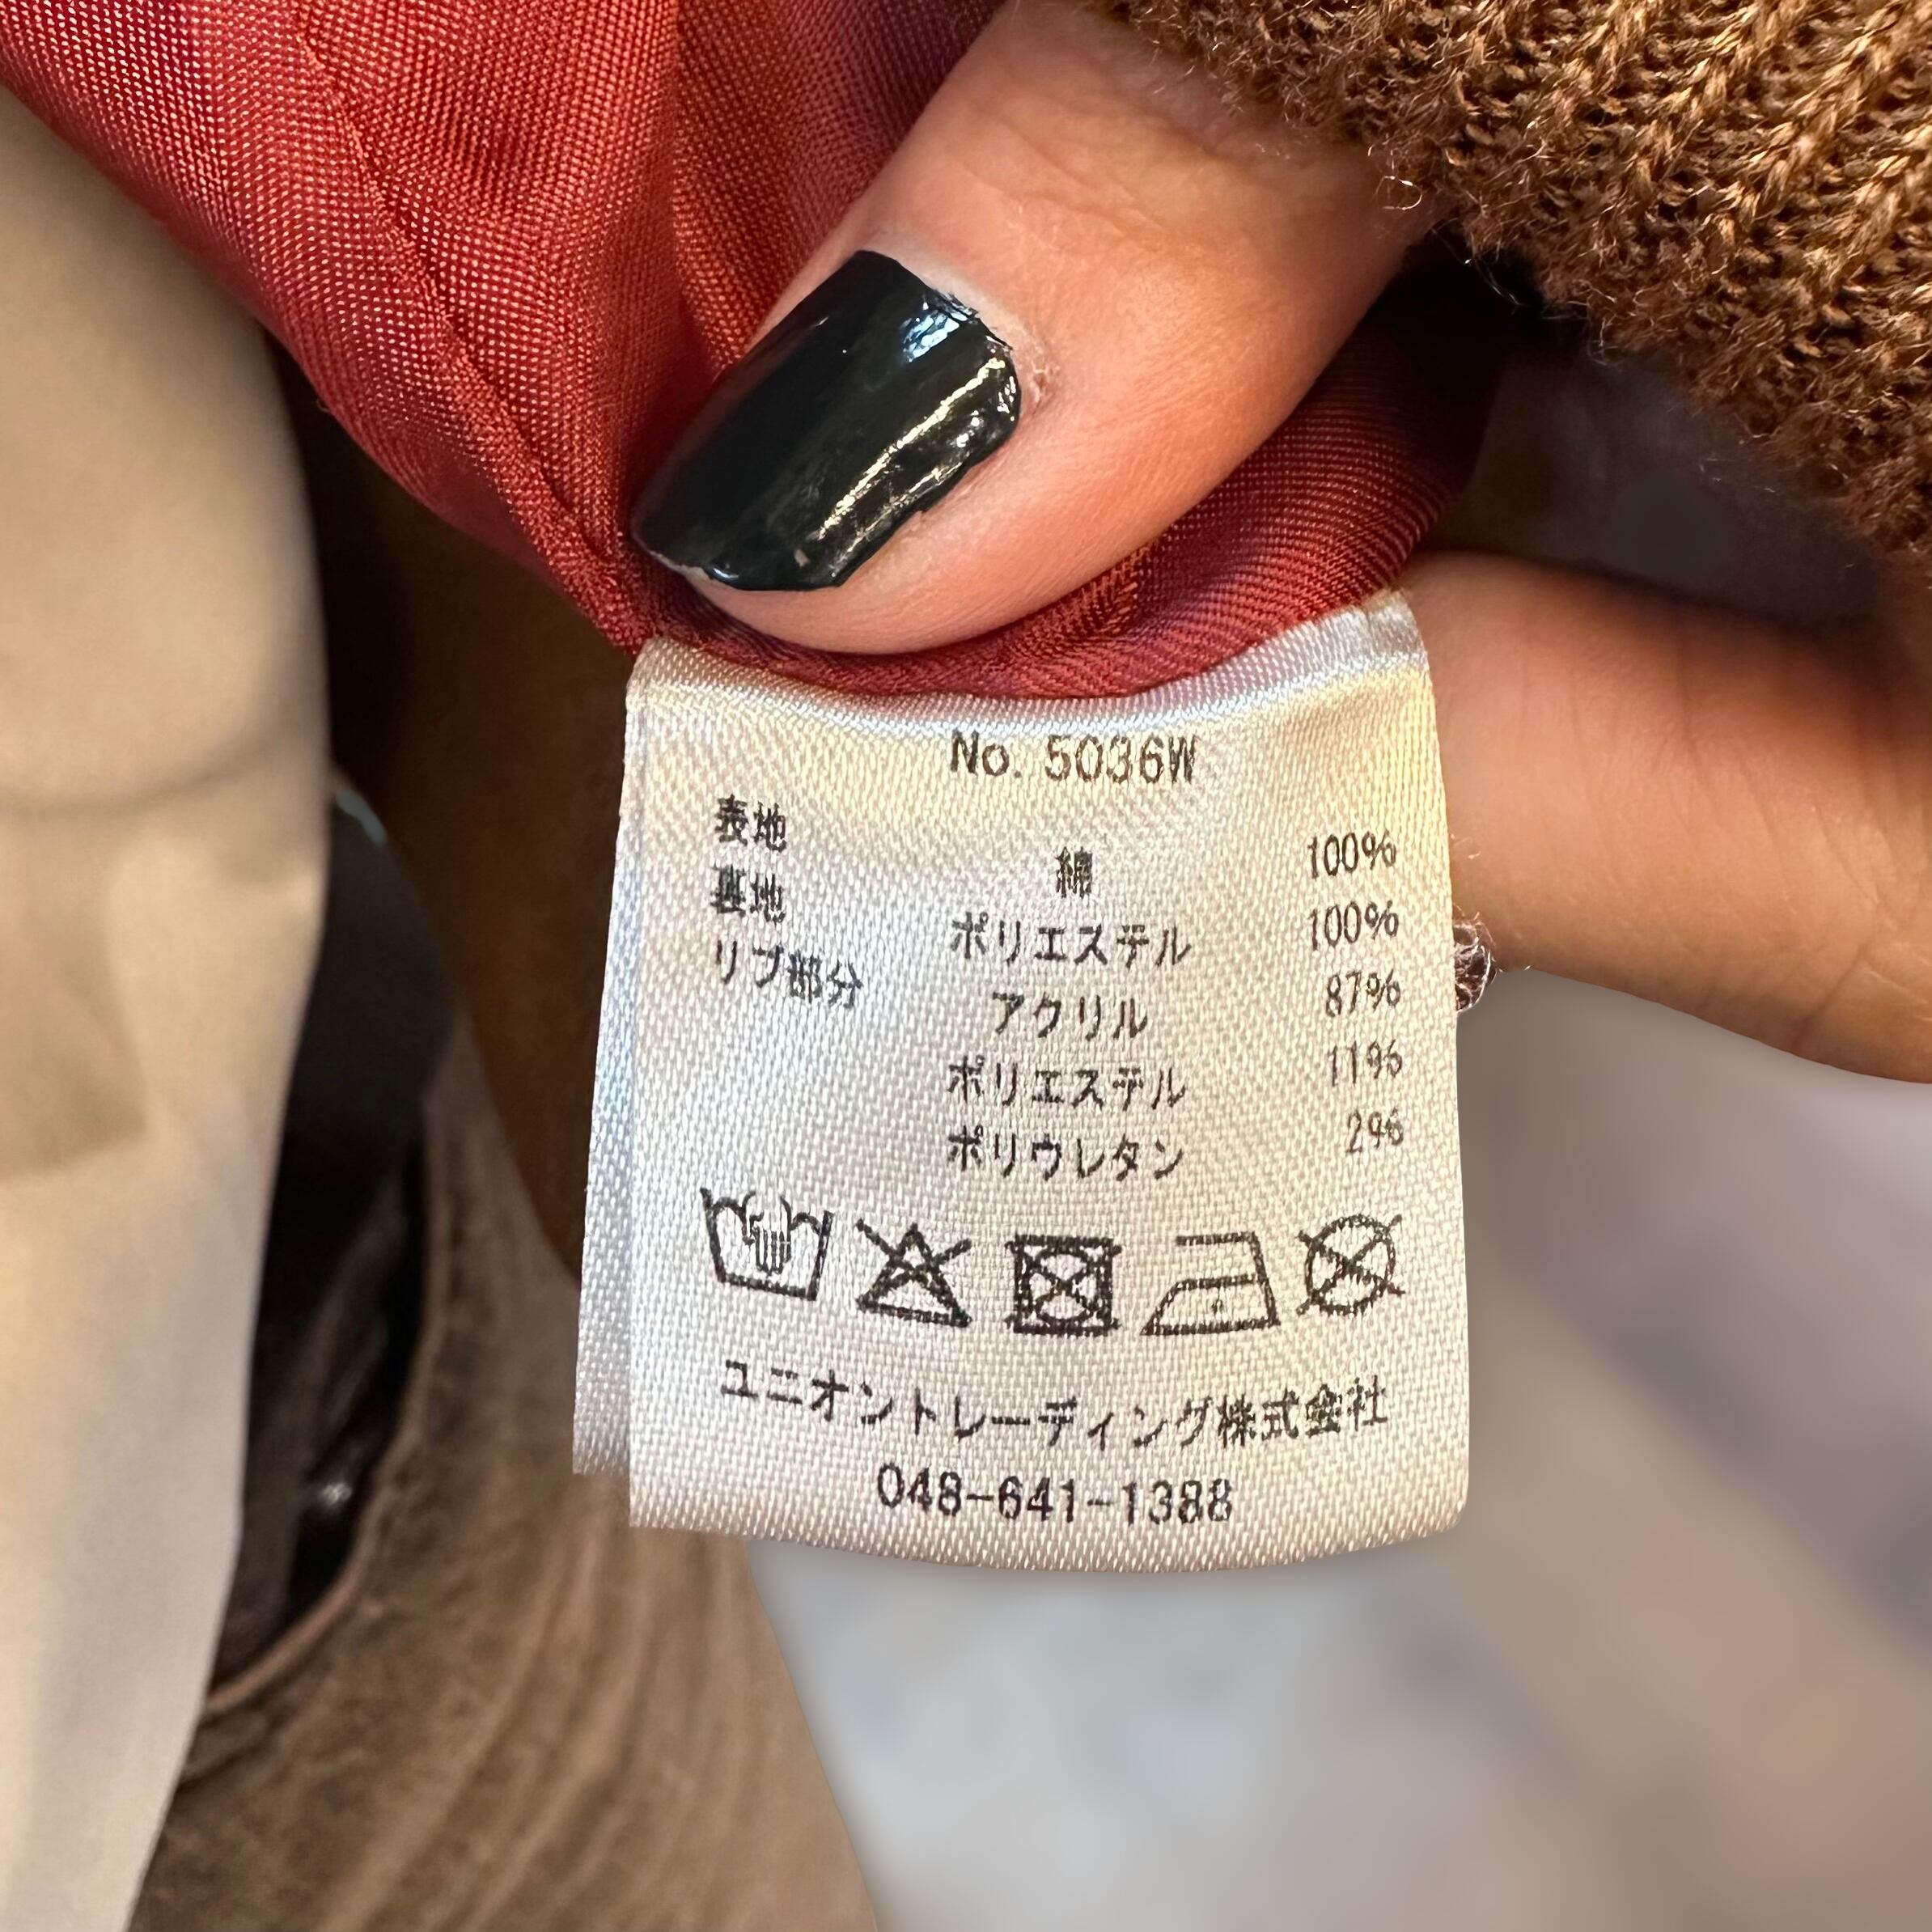 No. 5036W
表地 綿 100%
裏地 ポリエステル 100%
リブ部分 アクリル 87%
ポリエステル 11%
ポリウレタン 2%
ユニオントレーディング株式会社
048-641-1388